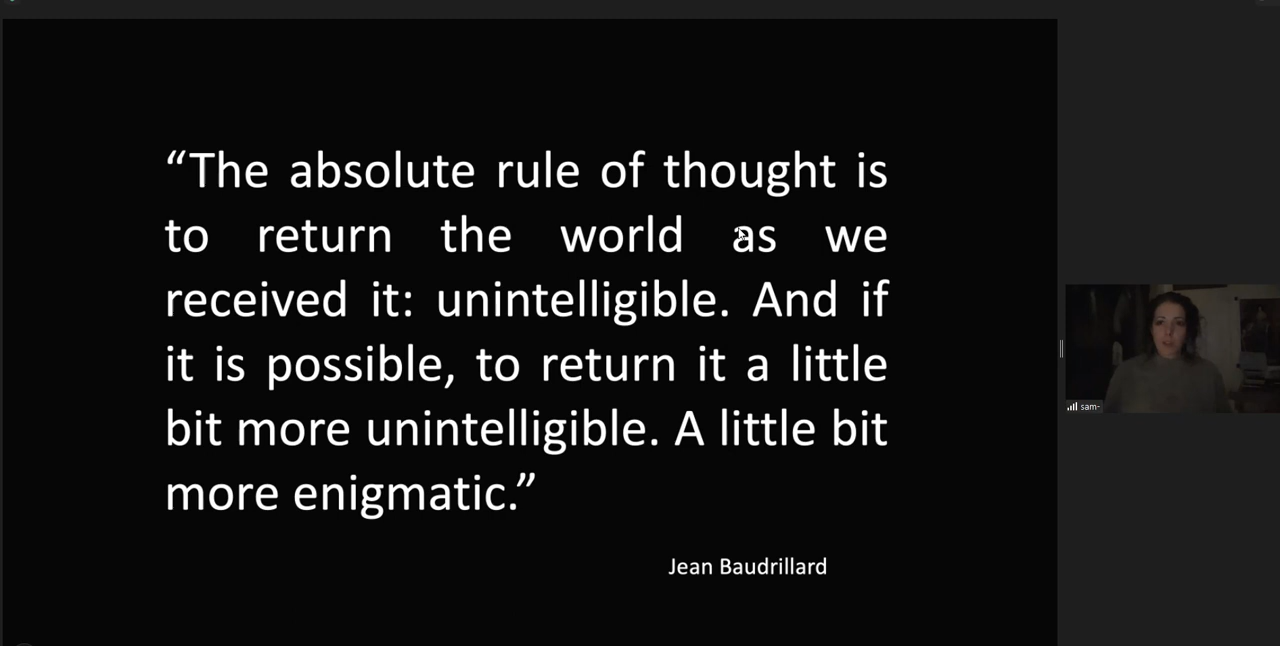 “The absolute rule of thought is
to return the world as we
received it: unintelligible. And if
it is possible, to return it a little
bit more unintelligible. A little bit
more enigmatic.”
Jean Baudrillard
sam-